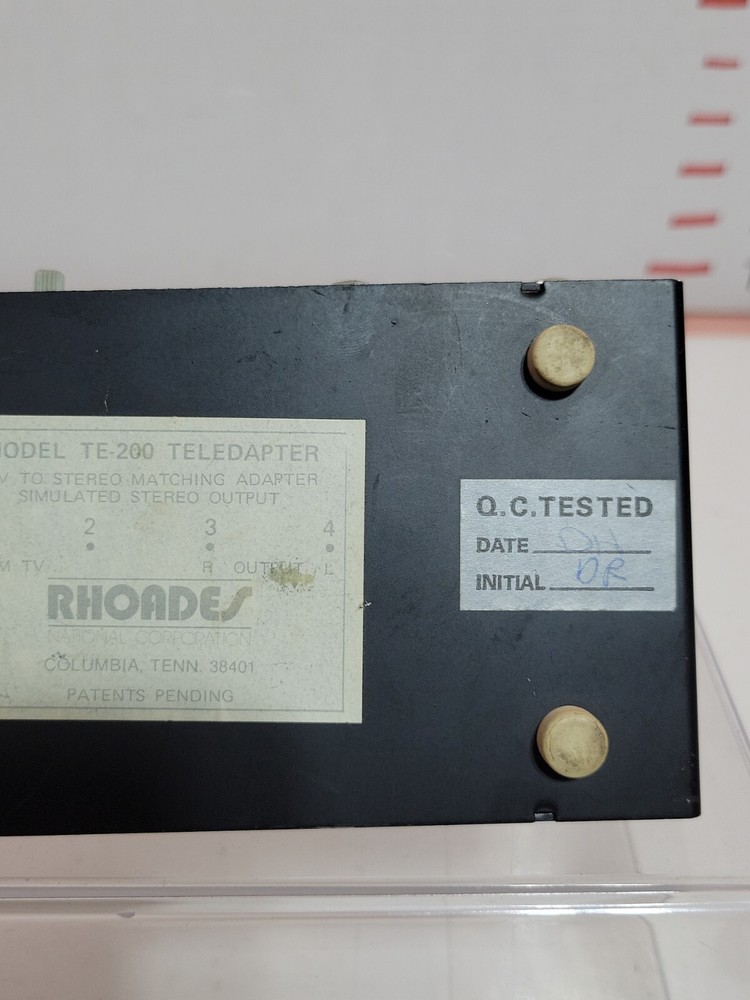 MODEL TE-200 TELEDAPTER
V TO STEREO MATCHING ADAPTER
SIMULATED STEREO OUTPUT
2 3 4
M TV R OUTPUT L
RHOADES
NATIONAL CORPORATION
COLUMBIA, TENN. 38401
PATENTS PENDING
Q.C.TESTED
DATE DH
INITIAL DR